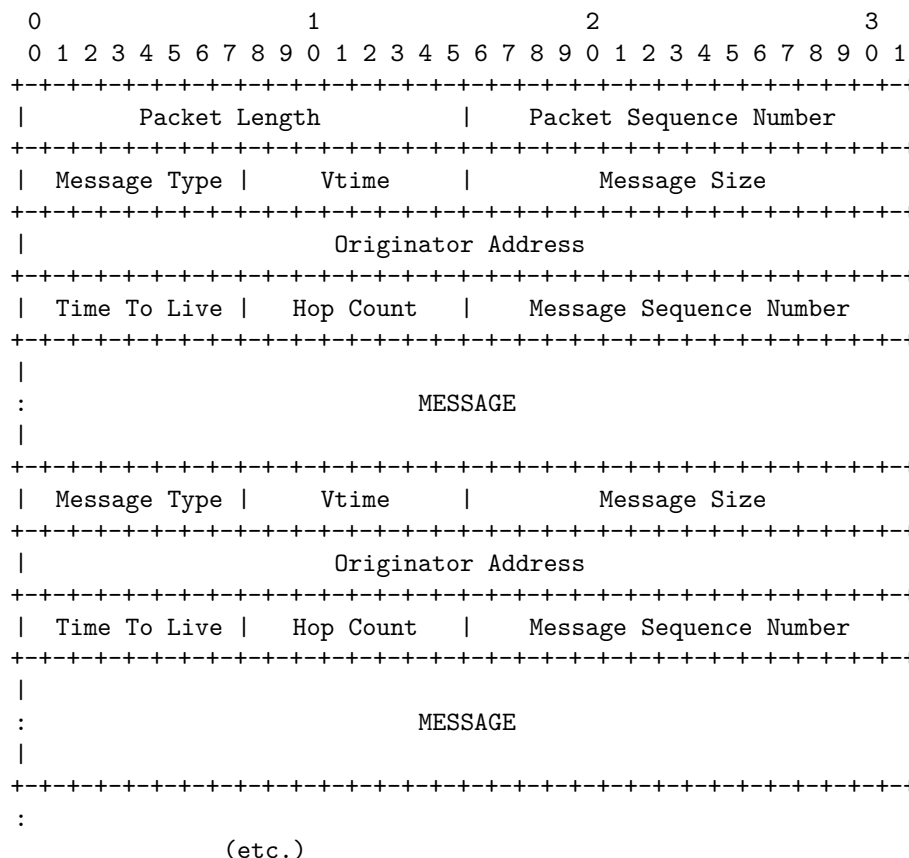 0                   1                   2                   3
 0 1 2 3 4 5 6 7 8 9 0 1 2 3 4 5 6 7 8 9 0 1 2 3 4 5 6 7 8 9 0 1
+-+-+-+-+-+-+-+-+-+-+-+-+-+-+-+-+-+-+-+-+-+-+-+-+-+-+-+-+-+-+-+-+
|        Packet Length          |    Packet Sequence Number
+-+-+-+-+-+-+-+-+-+-+-+-+-+-+-+-+-+-+-+-+-+-+-+-+-+-+-+-+-+-+-+-+
|  Message Type |     Vtime     |         Message Size
+-+-+-+-+-+-+-+-+-+-+-+-+-+-+-+-+-+-+-+-+-+-+-+-+-+-+-+-+-+-+-+-+
|                      Originator Address
+-+-+-+-+-+-+-+-+-+-+-+-+-+-+-+-+-+-+-+-+-+-+-+-+-+-+-+-+-+-+-+-+
|  Time To Live |   Hop Count   |    Message Sequence Number
+-+-+-+-+-+-+-+-+-+-+-+-+-+-+-+-+-+-+-+-+-+-+-+-+-+-+-+-+-+-+-+-+
|
:                            MESSAGE
|
+-+-+-+-+-+-+-+-+-+-+-+-+-+-+-+-+-+-+-+-+-+-+-+-+-+-+-+-+-+-+-+-+
|  Message Type |     Vtime     |         Message Size
+-+-+-+-+-+-+-+-+-+-+-+-+-+-+-+-+-+-+-+-+-+-+-+-+-+-+-+-+-+-+-+-+
|                      Originator Address
+-+-+-+-+-+-+-+-+-+-+-+-+-+-+-+-+-+-+-+-+-+-+-+-+-+-+-+-+-+-+-+-+
|  Time To Live |   Hop Count   |    Message Sequence Number
+-+-+-+-+-+-+-+-+-+-+-+-+-+-+-+-+-+-+-+-+-+-+-+-+-+-+-+-+-+-+-+-+
|
:                            MESSAGE
|
+-+-+-+-+-+-+-+-+-+-+-+-+-+-+-+-+-+-+-+-+-+-+-+-+-+-+-+-+-+-+-+-+
:
               (etc.)